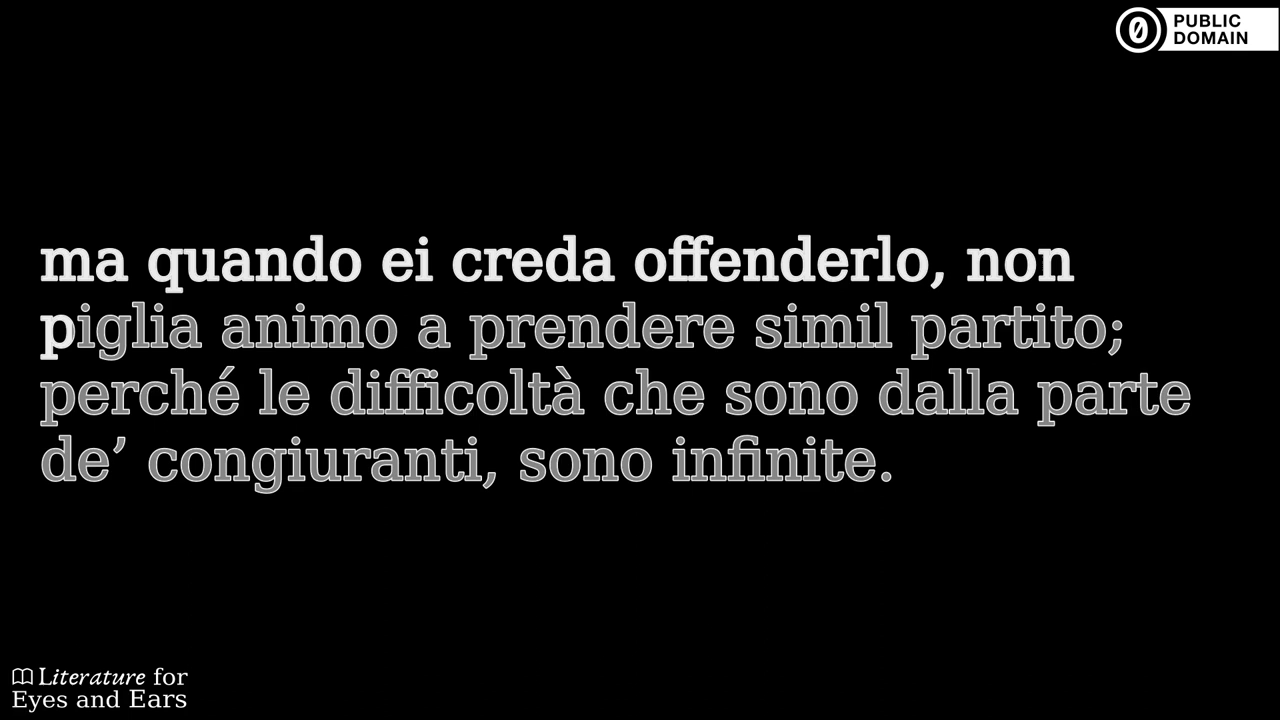 PUBLIC
DOMAIN
ma quando ei creda offenderlo, non
piglia animo a prendere simil partito;
perché le difficoltà che sono dalla parte
de’ congiuranti, sono infinite.
Literature for
Eyes and Ears